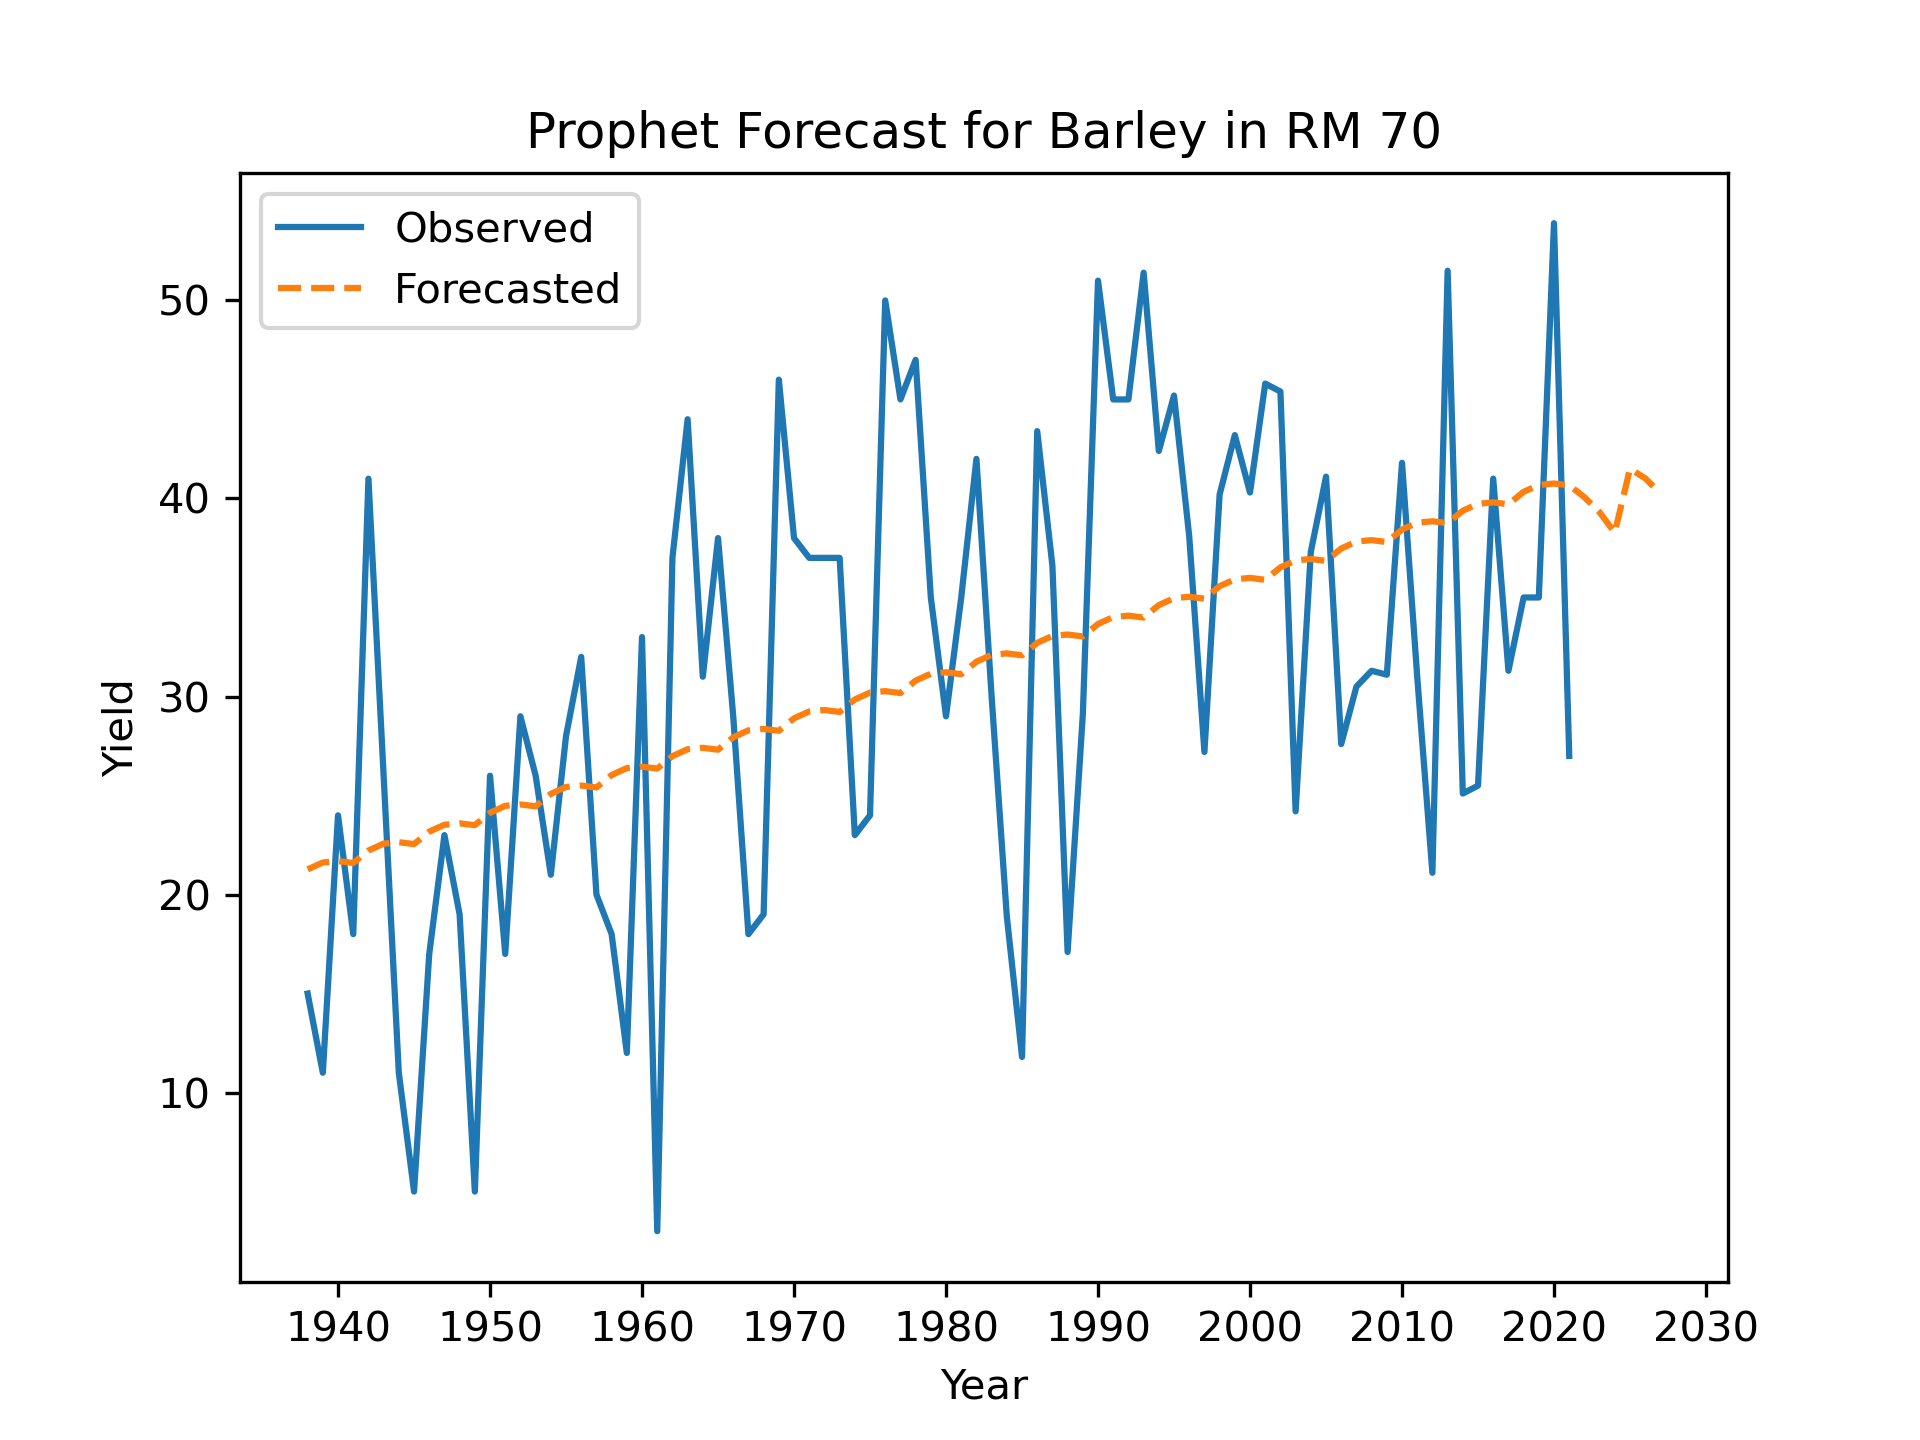 Prophet Forecast for Barley in RM 70
Observed
Forecasted
50
40
30
20
10
Yield
1940 1950 1960 1970 1980 1990 2000 2010 2020 2030
Year